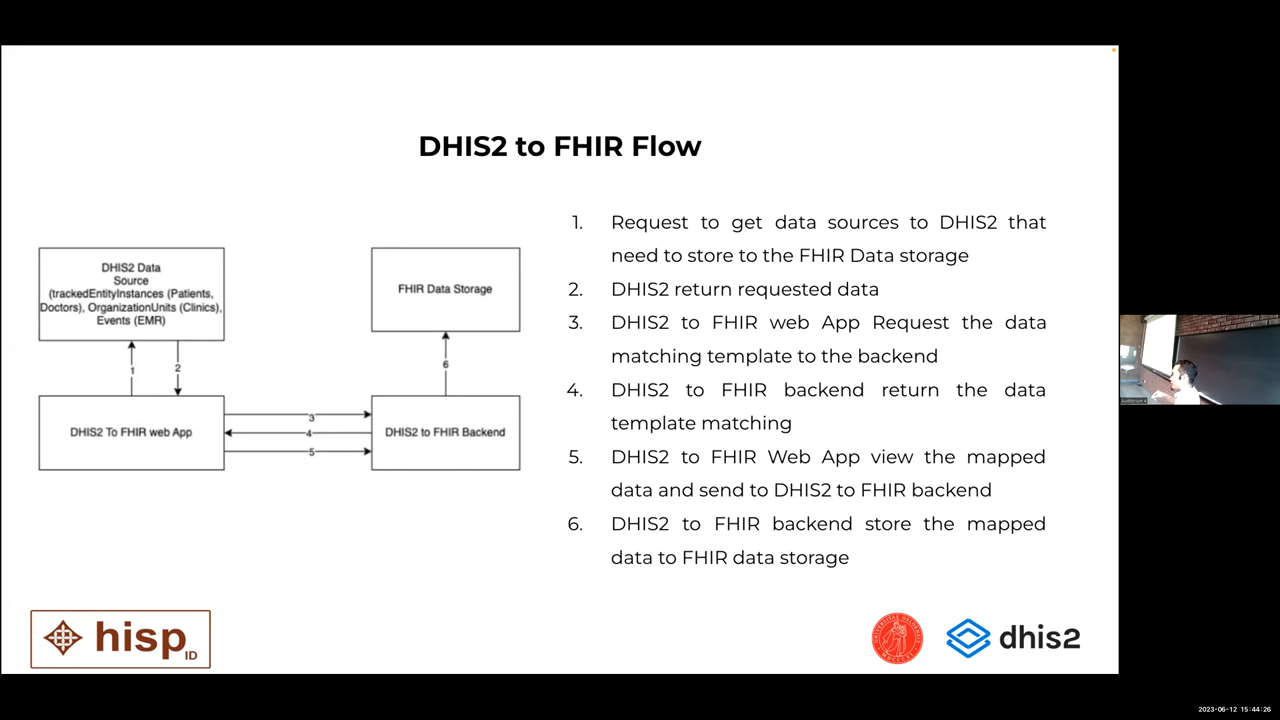 DHIS2 to FHIR Flow
DHIS2 Data
Source
(trackedEntityInstances (Patients,
Doctors), OrganizationUnits (Clinics),
Events (EMR)
FHIR Data Storage
1
2
6
DHIS2 To FHIR web App
3
4
5
DHIS2 to FHIR Backend
1. Request to get data sources to DHIS2 that
need to store to the FHIR Data storage
2. DHIS2 return requested data
3. DHIS2 to FHIR web App Request the data
matching template to the backend
4. DHIS2 to FHIR backend return the data
template matching
5. DHIS2 to FHIR Web App view the mapped
data and send to DHIS2 to FHIR backend
6. DHIS2 to FHIR backend store the mapped
data to FHIR data storage
hisp ID
dhis2
2023-06-12 15:44:26